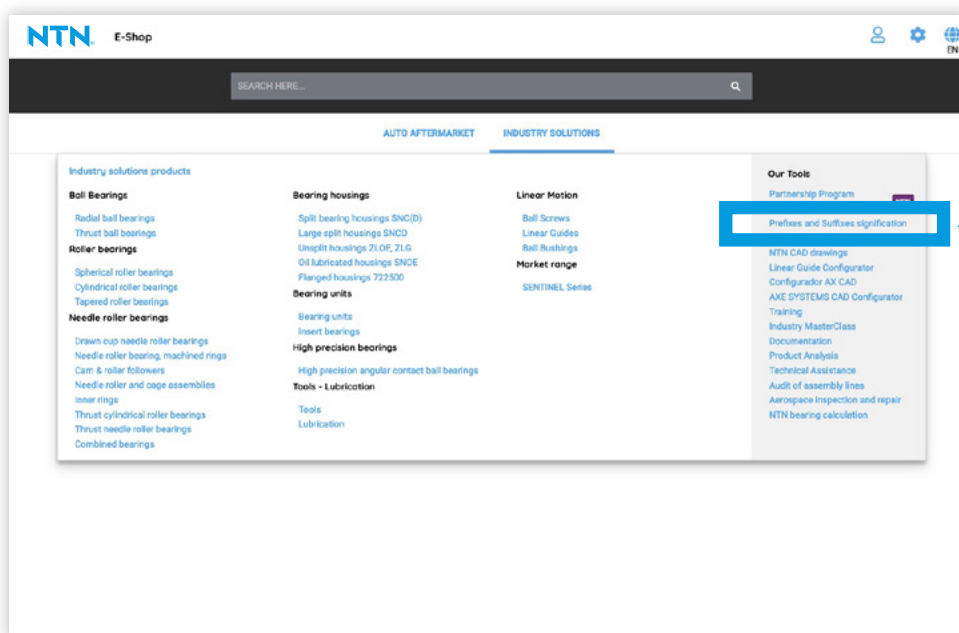 NTN. E-Shop
EN
SEARCH HERE...
AUTO AFTERMARKET
INDUSTRY SOLUTIONS
Industry solutions products
Ball Bearings
Radial ball bearings
Thrust ball bearings
Roller bearings
Spherical roller bearings
Cylindrical roller bearings
Tapered roller bearings
Needle roller bearings
Drawn cup needle roller bearings
Needle roller bearing, machined rings
Cam & roller followers
Needle roller and cage assemblies
Inner rings
Thrust cylindrical roller bearings
Thrust needle roller bearings
Combined bearings
Bearing housings
Split bearing housings SNC(D)
Large split housings SNCD
Unsplit housings ZLOE, ZLG
Oil lubricated housings SNOE
Flanged housings 722500
Bearing units
Bearing units
Insert bearings
High precision bearings
High precision angular contact ball bearings
Tools - Lubrication
Tools
Lubrication
Linear Motion
Ball Screws
Linear Guides
Ball Bushings
Market range
SENTINEL Series
Our Tools
Partnership Program
Prefixes and Suffixes signification
NTN CAD drawings
Linear Guide Configurator
Configurador AX CAD
AXE SYSTEMS CAD Configurator
Training
Industry MasterClass
Documentation
Product Analysis
Technical Assistance
Audit of assembly lines
Aerospace Inspection and repair
NTN bearing calculation